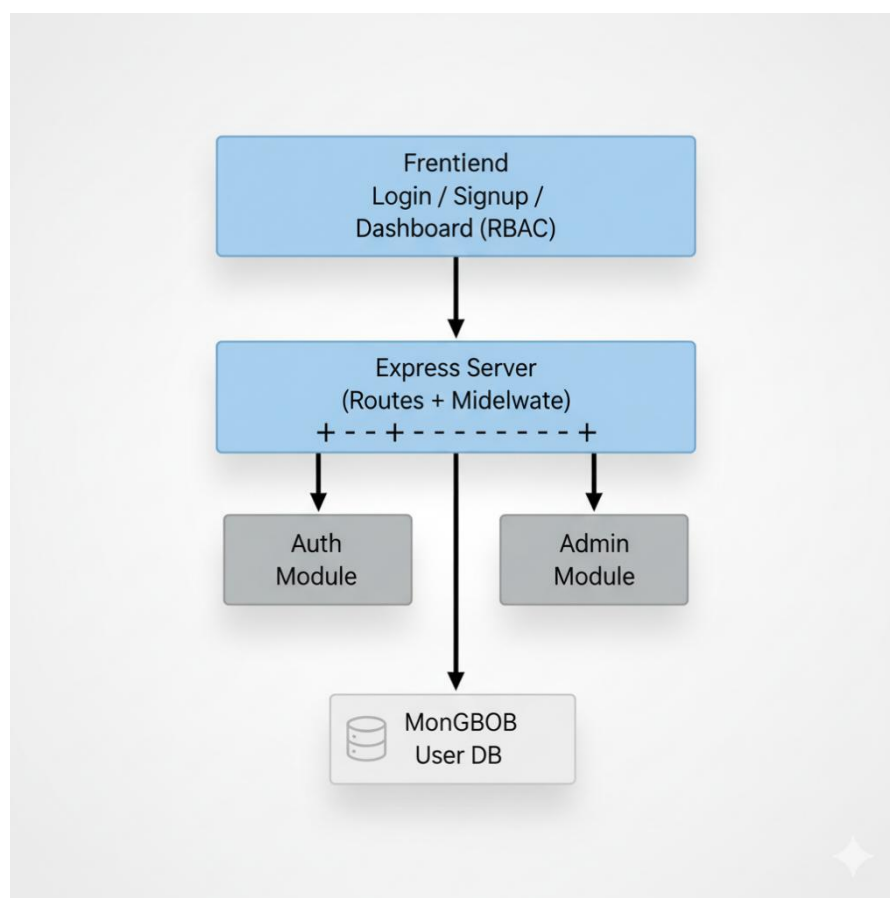 Frentiend
Login / Signup /
Dashboard (RBAC)
Express Server
(Routes + Midelwate)
+ - - + - - - - - - - - - +
Auth
Module
Admin
Module
MonGBOB
User DB